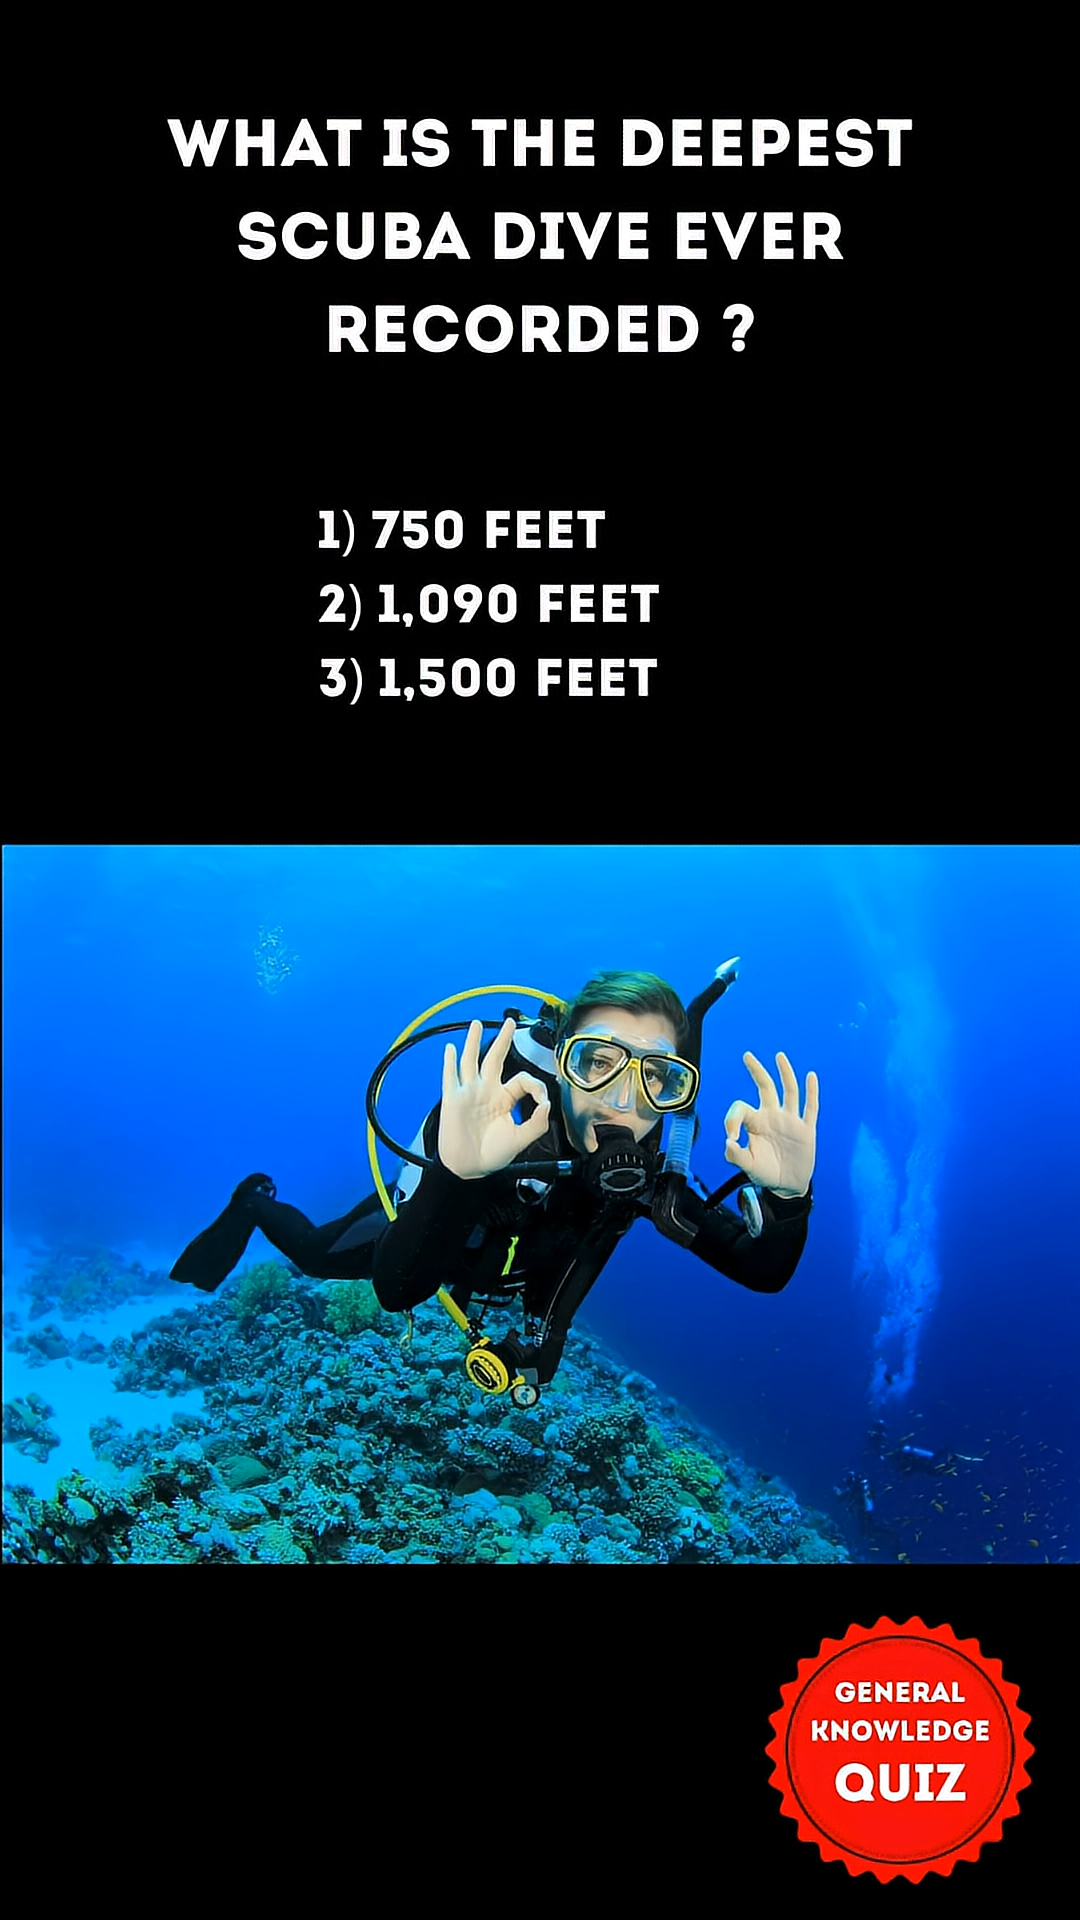 WHAT IS THE DEEPEST
SCUBA DIVE EVER
RECORDED ?
1) 750 FEET
2) 1,090 FEET
3) 1,500 FEET
GENERAL
KNOWLEDGE
QUIZ